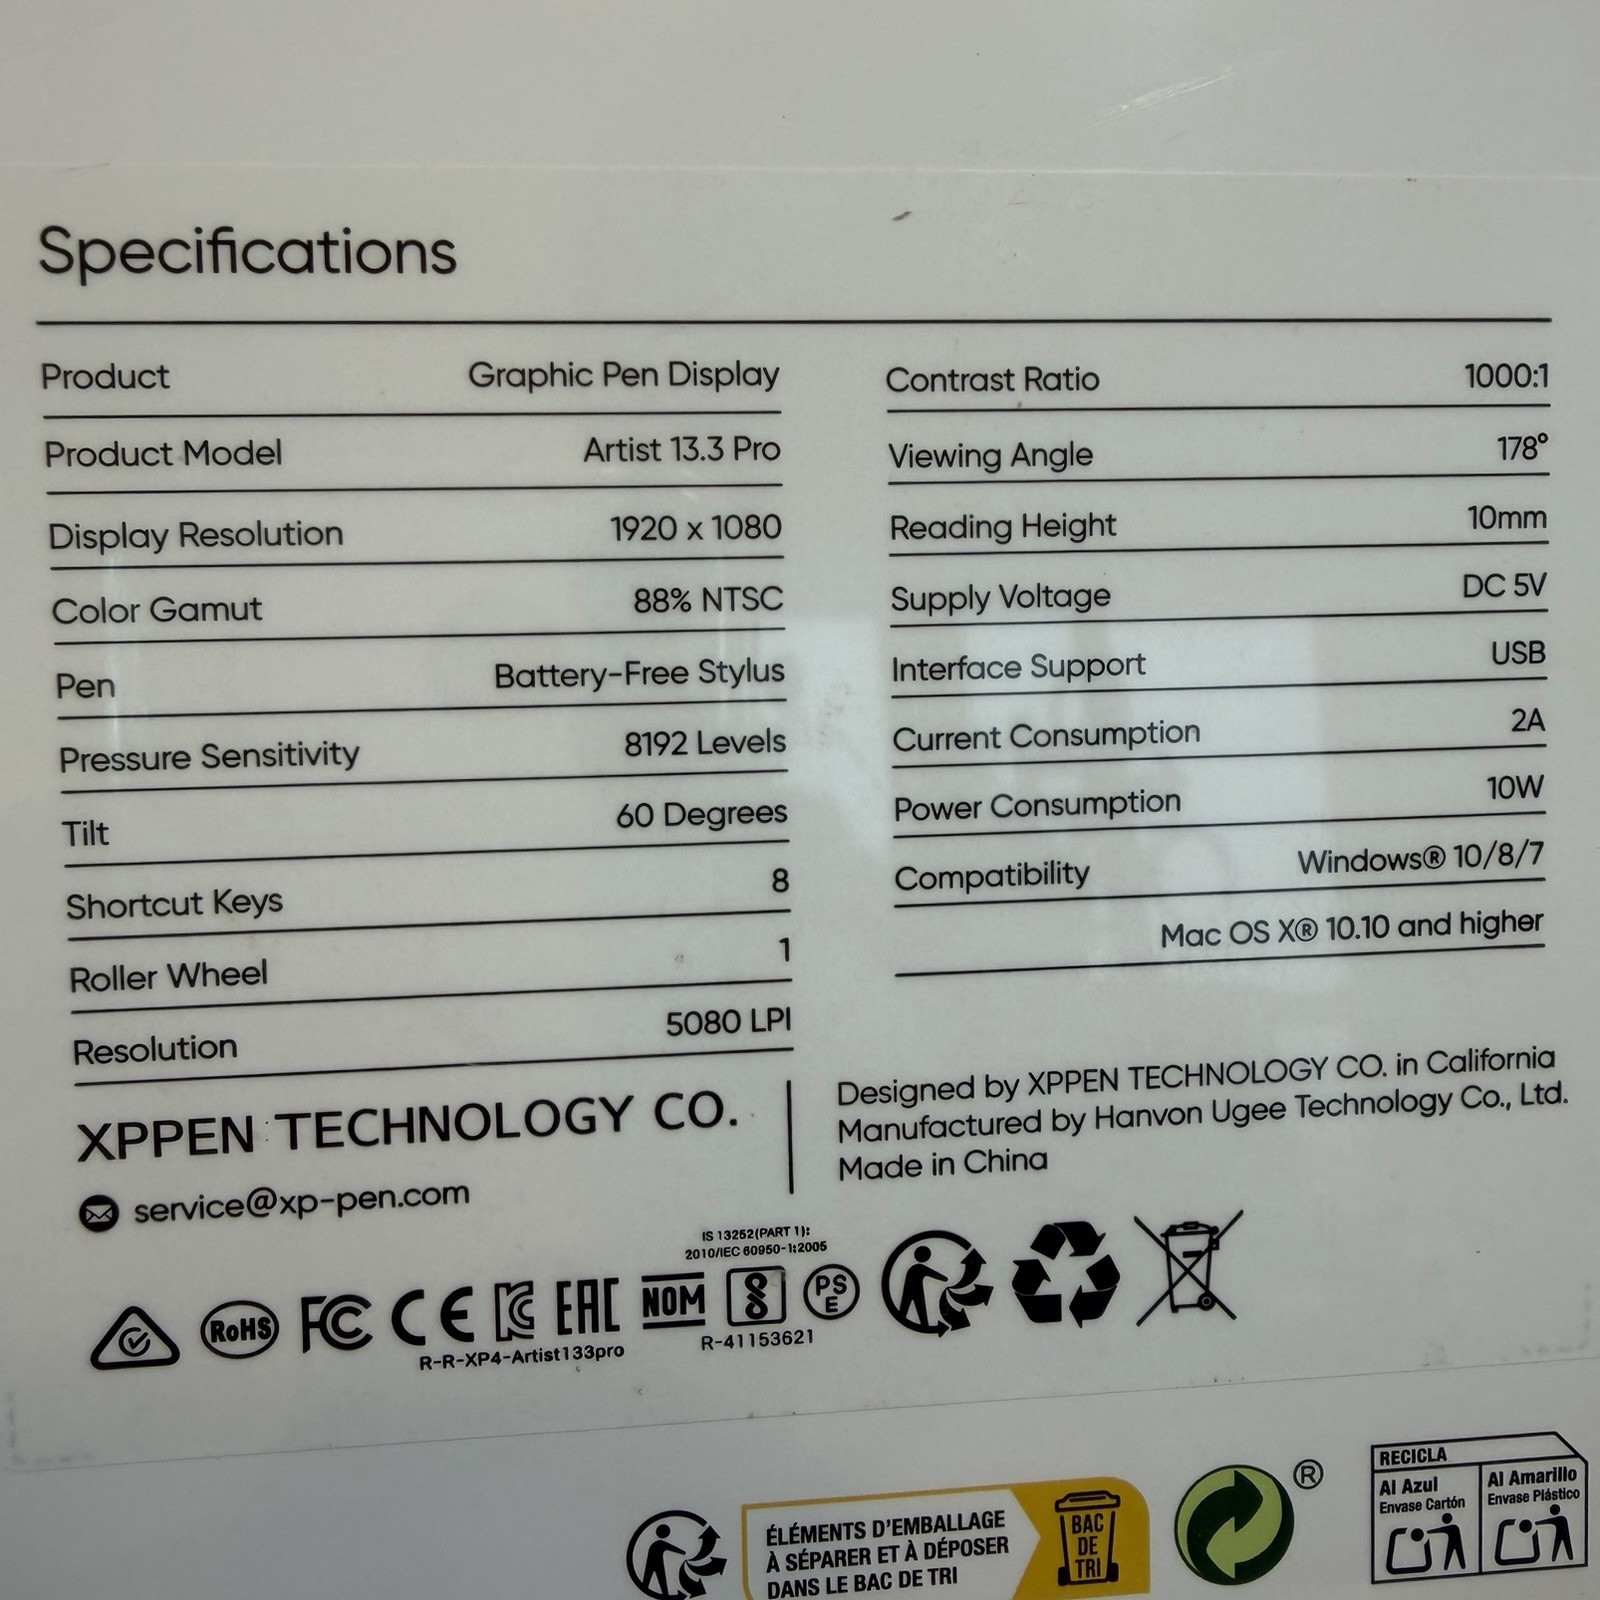 Specifications
Product Graphic Pen Display
Product Model Artist 13.3 Pro
Display Resolution 1920 x 1080
Color Gamut 88% NTSC
Pen Battery-Free Stylus
Pressure Sensitivity 8192 Levels
Tilt 60 Degrees
Shortcut Keys 8
Roller Wheel 1
Resolution 5080 LPI
Contrast Ratio 1000:1
Viewing Angle 178°
Reading Height 10mm
Supply Voltage DC 5V
Interface Support USB
Current Consumption 2A
Power Consumption 10W
Compatibility Windows® 10/8/7
Mac OS X® 10.10 and higher
XPPEN TECHNOLOGY CO.
service@xp-pen.com
Designed by XPPEN TECHNOLOGY CO. in California
Manufactured by Hanvon Ugee Technology Co., Ltd.
Made in China
IS 13252(PART 1):
2010/IEC 60950-1:2005
RoHS FC CE KC EAC NOM PS E
R-R-XP4-Artist133pro
R-41153621
ÉLÉMENTS D'EMBALLAGE
À SÉPARER ET À DÉPOSER
DANS LE BAC DE TRI
BAC
DE
TRI
®
RECICLA
Al Azul
Envase Cartón
Al Amarillo
Envase Plástico